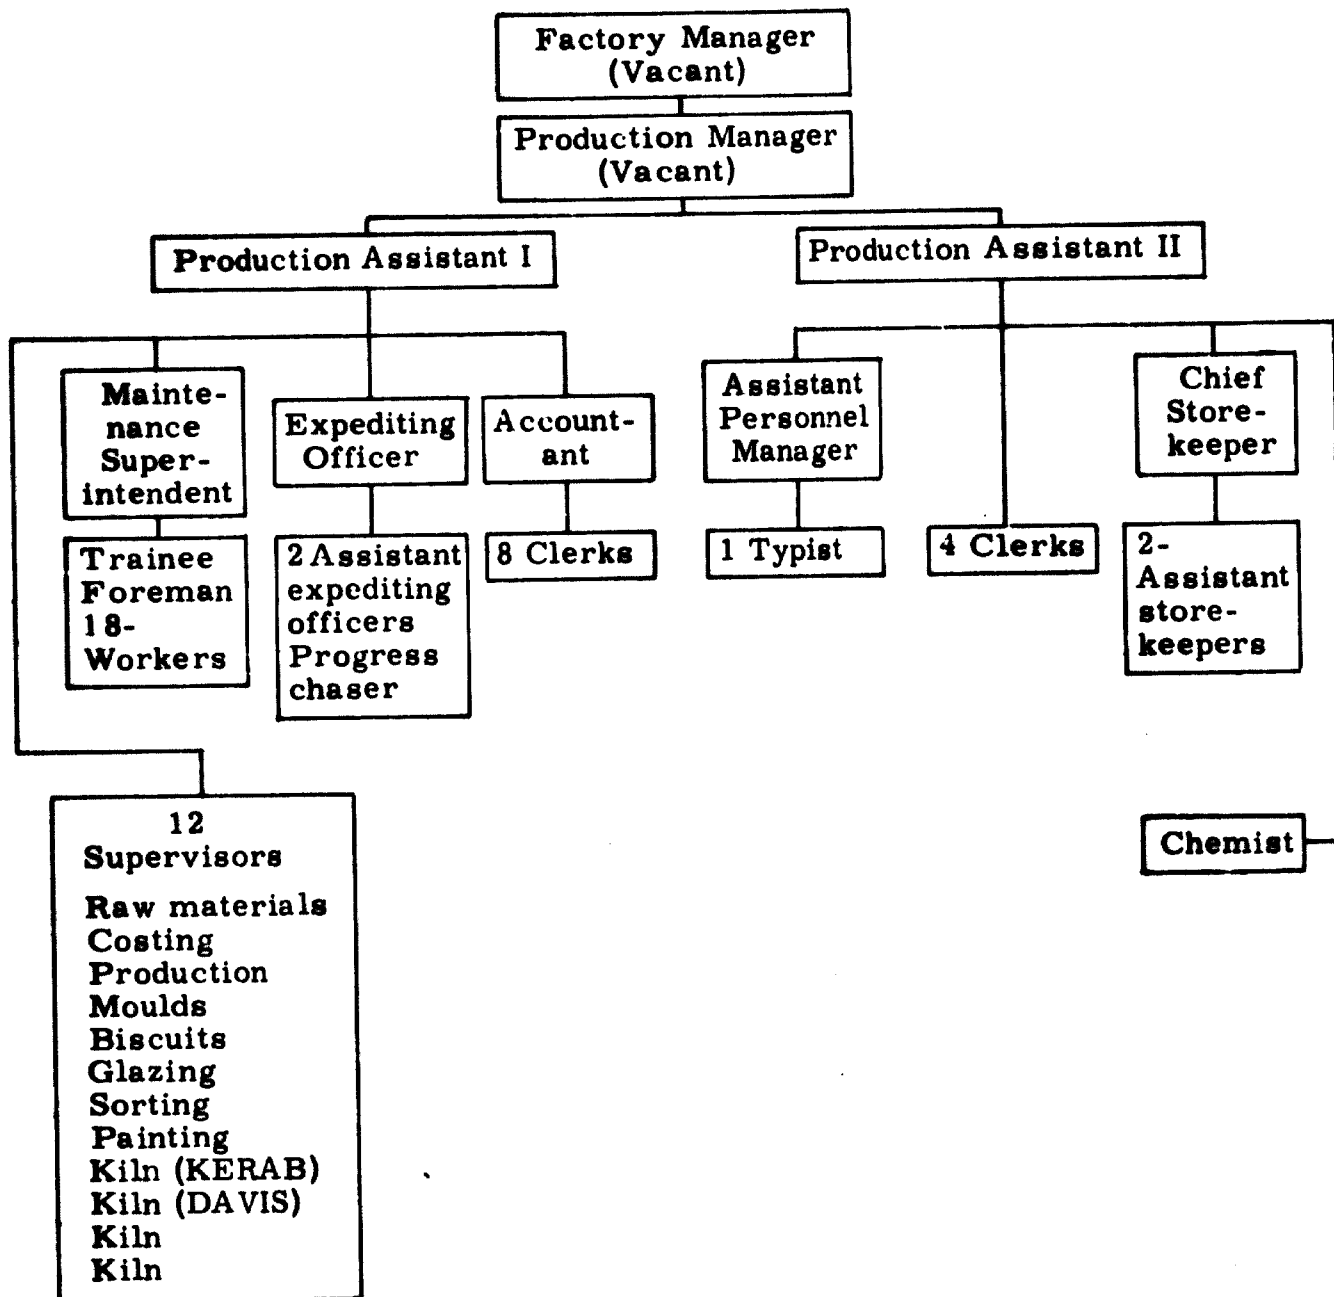 Factory Manager
(Vacant)
Production Manager
(Vacant)
Production Assistant I
Production Assistant II
Mainte-
nance
Super-
intendent
Expediting
Officer
Account-
ant
Assistant
Personnel
Manager
Chief
Store-
keeper
Trainee
Foreman
18-
Workers
2 Assistant
expediting
officers
Progress
chaser
8 Clerks
1 Typist
4 Clerks
2-
Assistant
store-
keepers
12
Supervisors
Raw materials
Costing
Production
Moulds
Biscuits
Glazing
Sorting
Painting
Kiln (KERAB)
Kiln (DAVIS)
Kiln
Kiln
Chemist